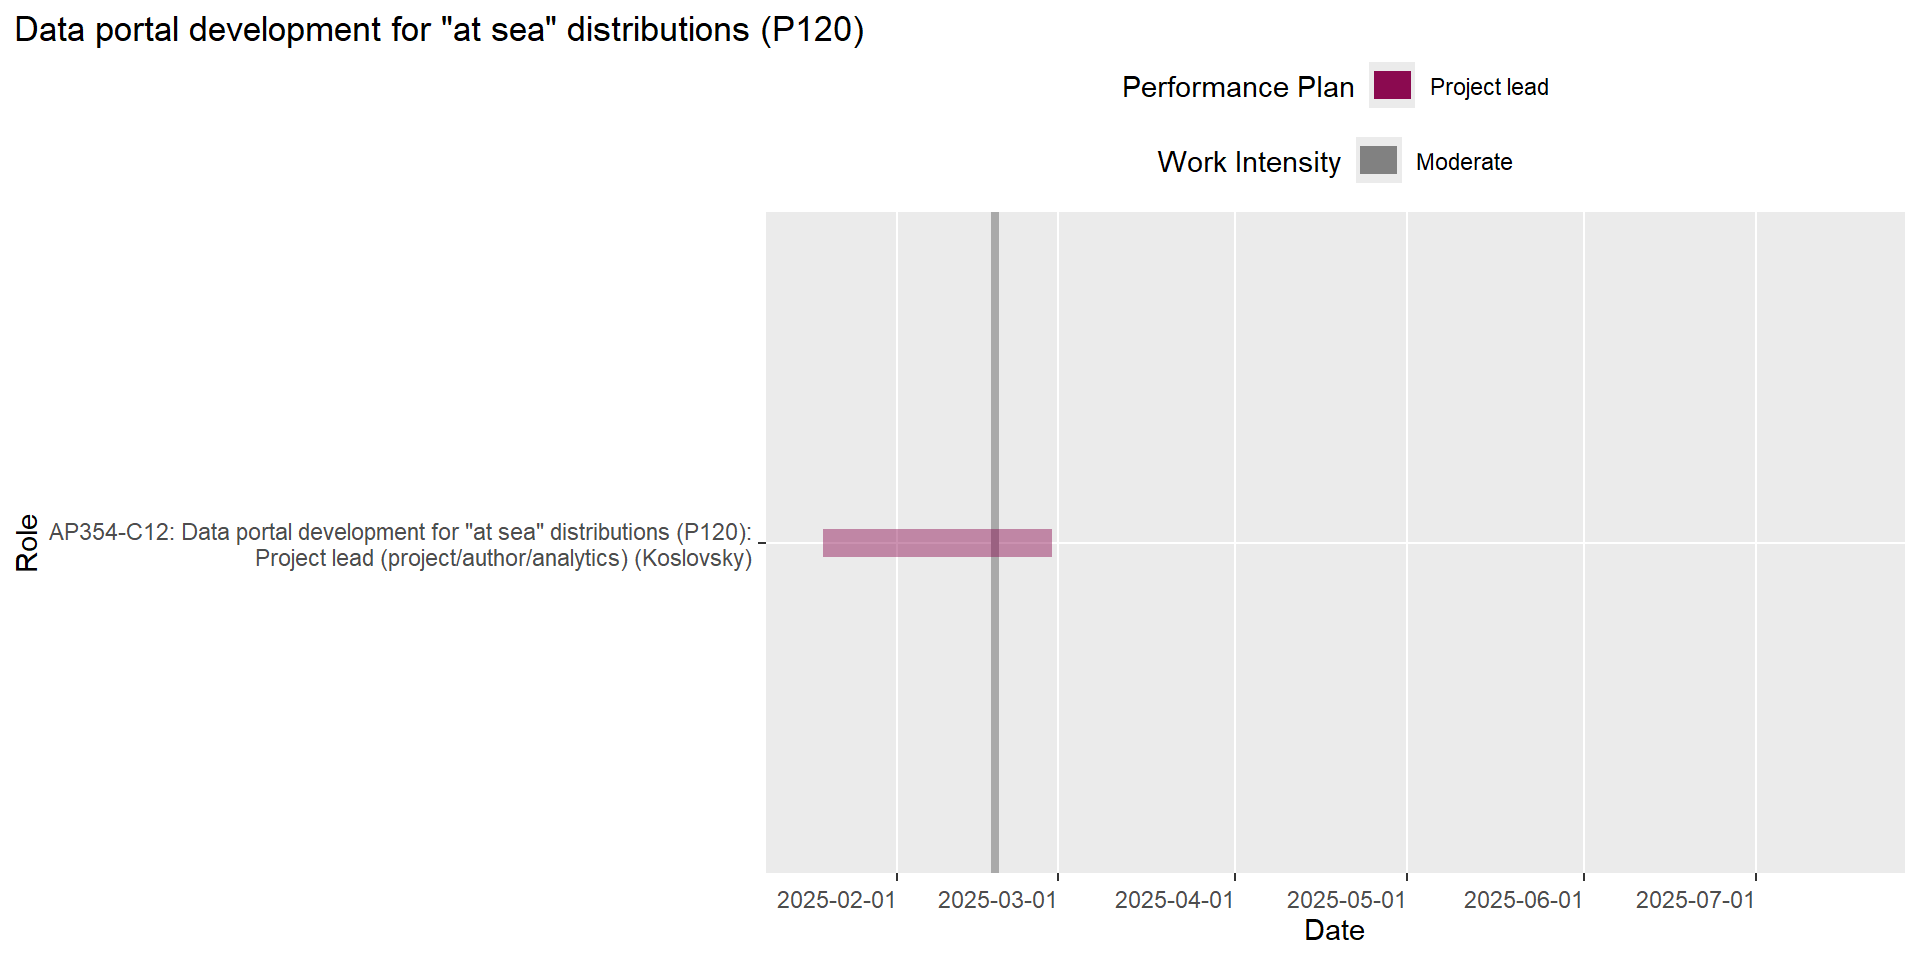 Data portal development for "at sea" distributions (P120)
Performance Plan
Project lead
Work Intensity
Moderate
Role
AP354-C12: Data portal development for "at sea" distributions (P120):
Project lead (project/author/analytics) (Koslovsky)
2025-02-01
2025-03-01
2025-04-01
2025-05-01
2025-06-01
2025-07-01
Date